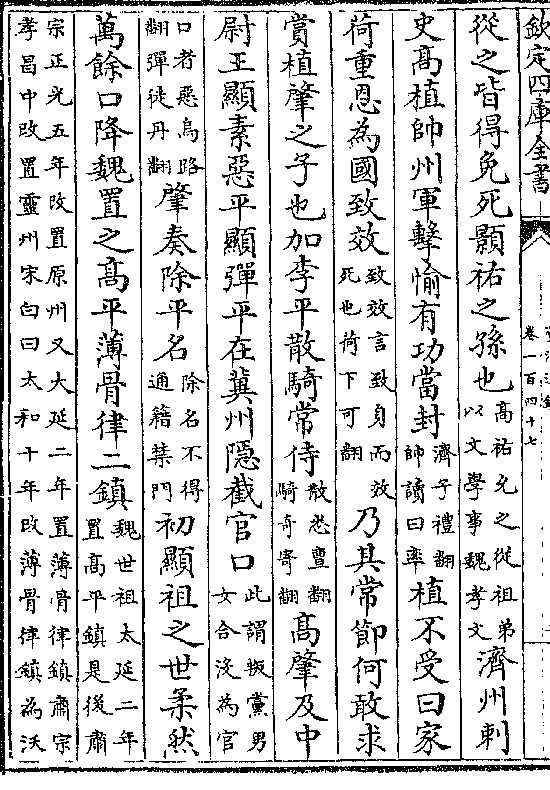 欽定四庫全書
卷一百四十七
從之皆得免死顥祐之孫也高祐允之從祖弟以文學事魏孝文濟州刺
史高植帥州軍擊愉有功當封濟子禮翻帥讀曰率植不受曰家
荷重恩為國致效致效言致身而效死也荷下可翻乃其常節何敢求
賞植肇之子也加李平散騎常侍散悉亶翻騎奇寄翻高肇及中
尉王顯素惡平顯彈平在冀州隱截官口此謂叛黨男女合沒為官
口者惡烏路翻彈徒丹翻肇奏除平名除名不得通籍禁門初顯祖之世柔然
萬餘口降魏置之高平薄骨律二鎮魏世祖太延二年置高平鎮是後肅
宗正光五年改置原州又大延二年置薄骨律鎮肅宗孝昌中改置靈州宋白曰太和十年改薄骨律鎮為沃